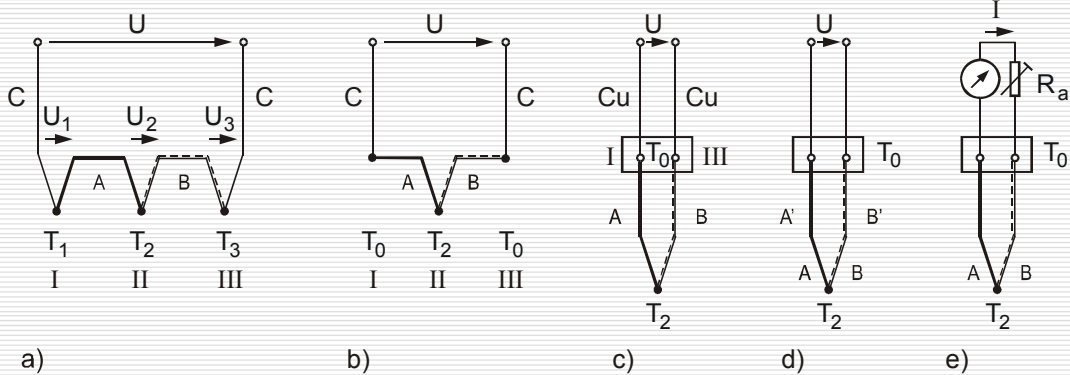 U
C
C
U₁
U₂
U₃
A
B
T₁
T₂
T₃
I
II
III
a)
U
C
C
A
B
T₀
T₂
T₀
I
II
III
b)
U
Cu
Cu
I
T₀
III
A
B
T₂
c)
U
T₀
A'
B'
A
B
T₂
d)
I
Rₐ
T₀
A
B
T₂
e)